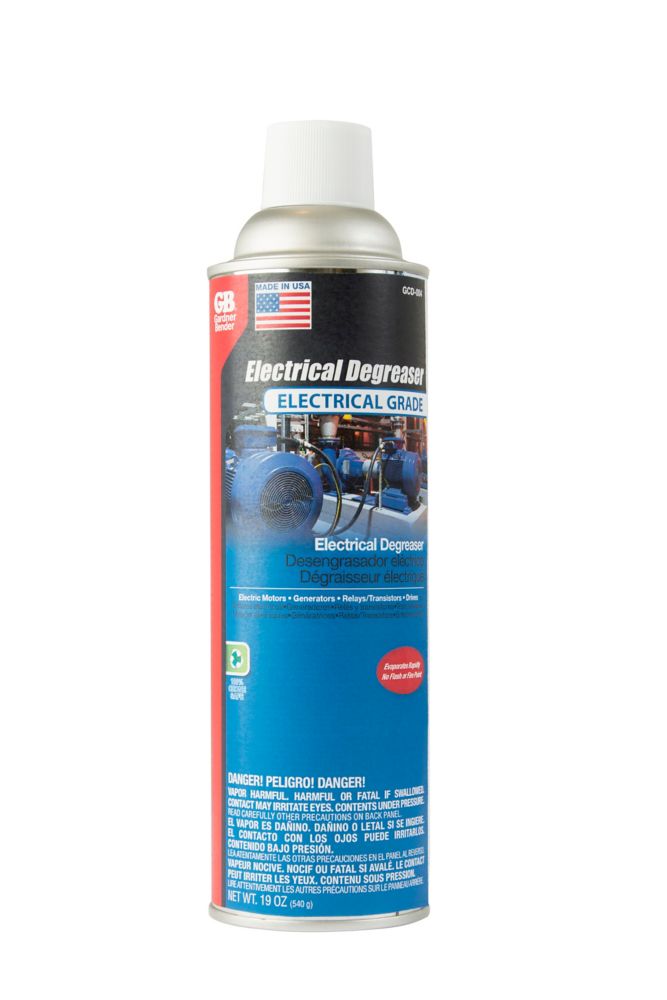 MADE IN USA
GB
Gardner
Bender
GCD-004
Electrical Degreaser
ELECTRICAL GRADE
Electrical Degreaser
Desengrasador eléctrico
Dégraisseur électrique
Electric Motors • Generators • Relays/Transistors • Drives
Evaporates Rapidly
No Flash or Fire Point
100%
DANGER! PELIGRO! DANGER!
VAPOR HARMFUL. HARMFUL OR FATAL IF SWALLOWED.
CONTACT MAY IRRITATE EYES. CONTENTS UNDER PRESSURE.
READ CAREFULLY OTHER PRECAUTIONS ON BACK PANEL.
EL VAPOR ES DAÑINO. DAÑINO O LETAL SI SE INGIERE.
EL CONTACTO CON LOS OJOS PUEDE IRRITARLOS.
CONTENIDO BAJO PRESIÓN.
LEA ATENTAMENTE LAS OTRAS PRECAUCIONES EN EL PANEL AL REVERSO.
VAPEUR NOCIVE. NOCIF OU FATAL SI AVALÉ. LE CONTACT
PEUT IRRITER LES YEUX. CONTENU SOUS PRESSION.
LIRE ATTENTIVEMENT LES AUTRES PRÉCAUTIONS SUR LE PANNEAU ARRIÈRE.
NET WT. 19 OZ (540 g)